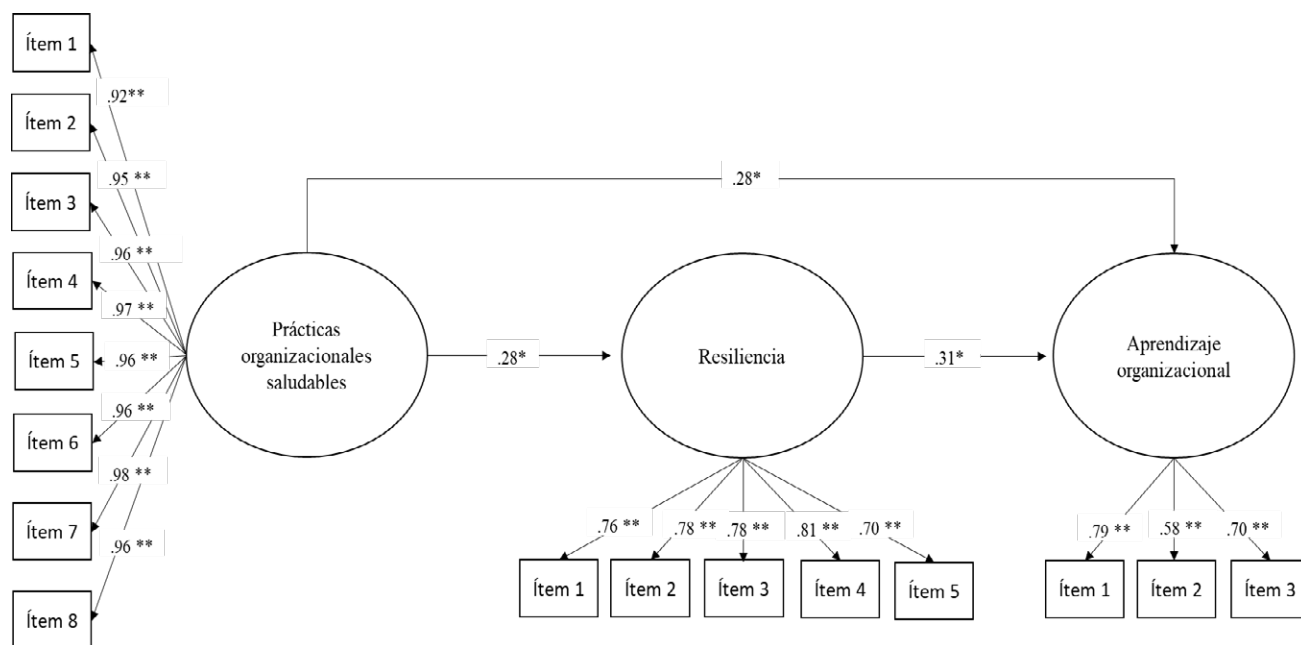 Ítem 1
.92**
Ítem 2
.95 **
Ítem 3
.96 **
Ítem 4
.97 **
Ítem 5
.96 **
Ítem 6
.96 **
Ítem 7
.98 **
Ítem 8
.96 **
Prácticas
organizacionales
saludables
.28*
.28*
Resiliencia
.31*
Aprendizaje
organizacional
.76 **
.78 **
.78 **
.81 **
.70 **
Ítem 1
Ítem 2
Ítem 3
Ítem 4
Ítem 5
.79 **
.58 **
.70 **
Ítem 1
Ítem 2
Ítem 3